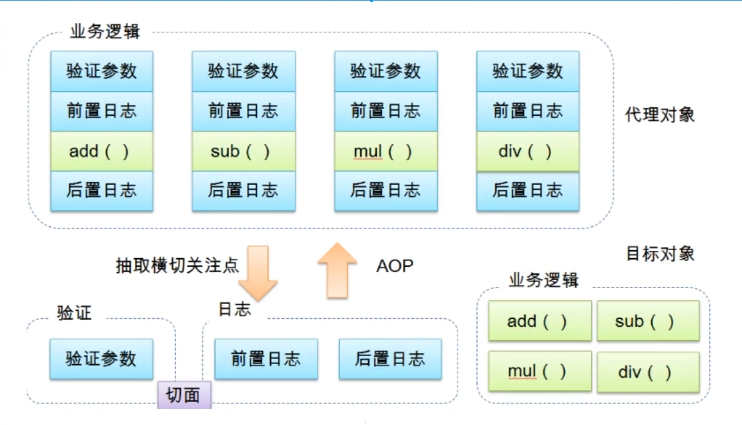 业务逻辑
验证参数 验证参数 验证参数 验证参数
前置日志 前置日志 前置日志 前置日志
add（ ） sub（ ） mul（ ） div（ ）
后置日志 后置日志 后置日志 后置日志
代理对象
抽取横切关注点
AOP
目标对象
验证
验证参数
日志
前置日志 后置日志
切面
业务逻辑
add（ ） sub（ ）
mul（ ） div（ ）